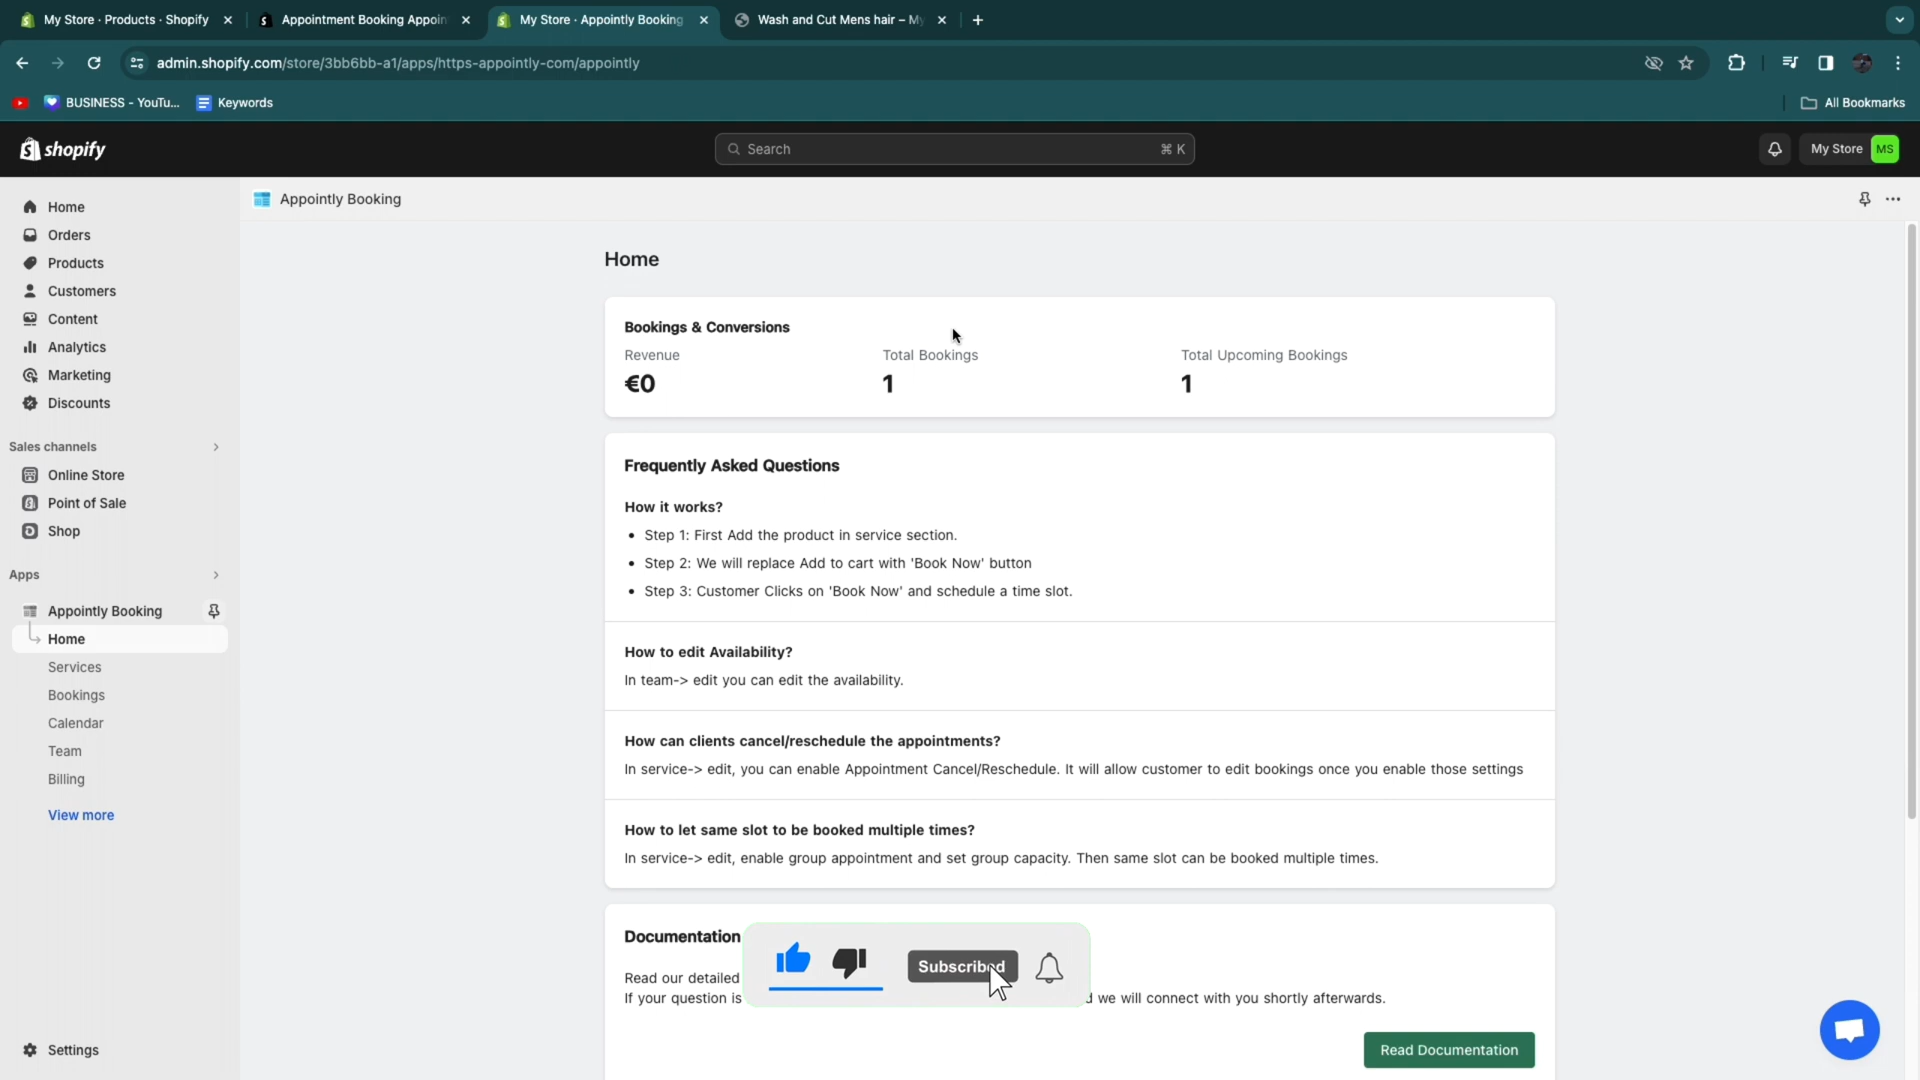 My Store · Products · Shopify
Appointment Booking Appoin
My Store · Appointly Booking
Wash and Cut Mens hair – My
admin.shopify.com/store/3bb6bb-a1/apps/https-appointly-com/appointly
BUSINESS - YouTu...
Keywords
All Bookmarks
shopify
Search
⌘ K
My Store
MS
Home
Orders
Products
Customers
Content
Analytics
Marketing
Discounts
Sales channels
Online Store
Point of Sale
Shop
Apps
Appointly Booking
Home
Services
Bookings
Calendar
Team
Billing
View more
Settings
Appointly Booking
Home
Bookings & Conversions
Revenue
€0
Total Bookings
1
Total Upcoming Bookings
1
Frequently Asked Questions
How it works?
• Step 1: First Add the product in service section.
• Step 2: We will replace Add to cart with 'Book Now' button
• Step 3: Customer Clicks on 'Book Now' and schedule a time slot.
How to edit Availability?
In team-> edit you can edit the availability.
How can clients cancel/reschedule the appointments?
In service-> edit, you can enable Appointment Cancel/Reschedule. It will allow customer to edit bookings once you enable those settings
How to let same slot to be booked multiple times?
In service-> edit, enable group appointment and set group capacity. Then same slot can be booked multiple times.
Documentation
Read our detailed
If your question is
we will connect with you shortly afterwards.
Subscribed
Read Documentation